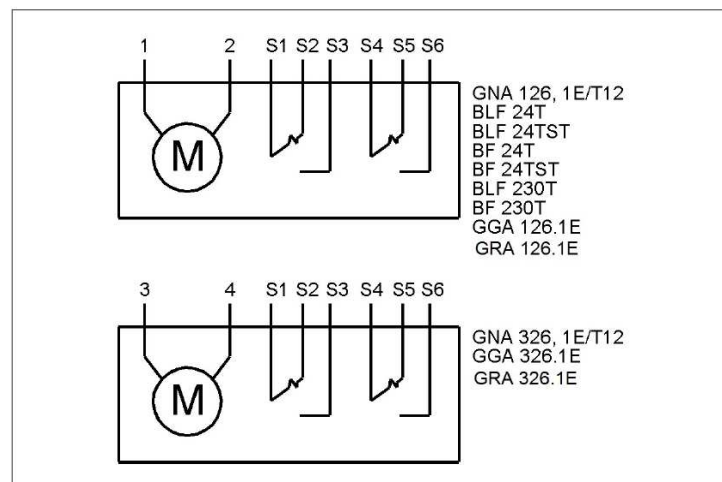 1 2 S1 S2 S3 S4 S5 S6
M
GNA 126, 1E/T12
BLF 24T
BLF 24TST
BF 24T
BF 24TST
BLF 230T
BF 230T
GGA 126.1E
GRA 126.1E
3 4 S1 S2 S3 S4 S5 S6
M
GNA 326, 1E/T12
GGA 326.1E
GRA 326.1E